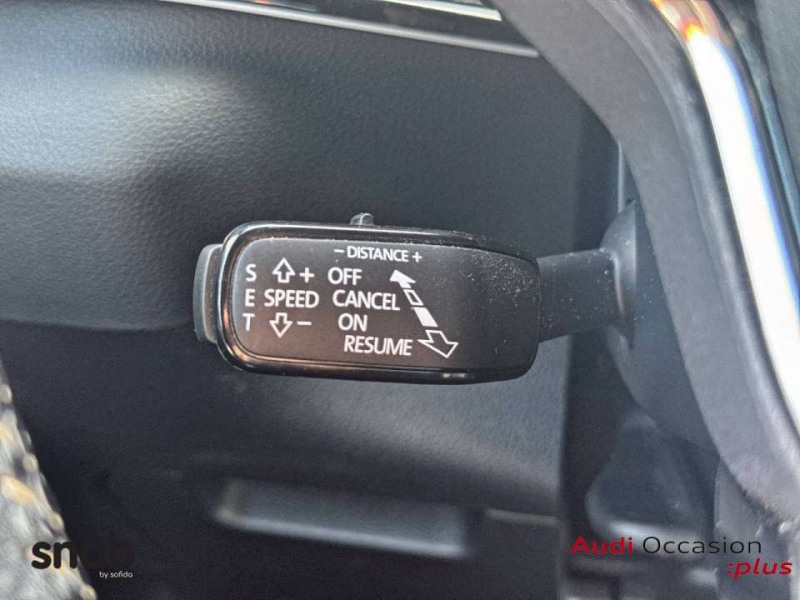 − DISTANCE +
S ⇧ + OFF
E SPEED CANCEL
T ⇩ − ON
RESUME
snob
by sofida
Audi Occasion
:plus